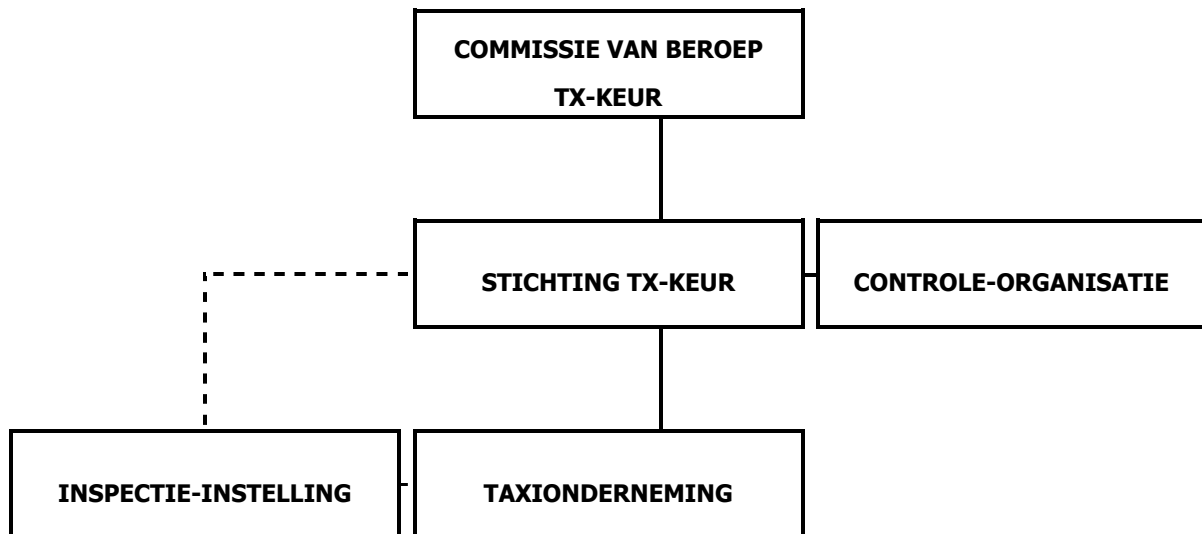 COMMISSIE VAN BEROEP
TX-KEUR
STICHTING TX-KEUR
CONTROLE-ORGANISATIE
INSPECTIE-INSTELLING
TAXIONDERNEMING